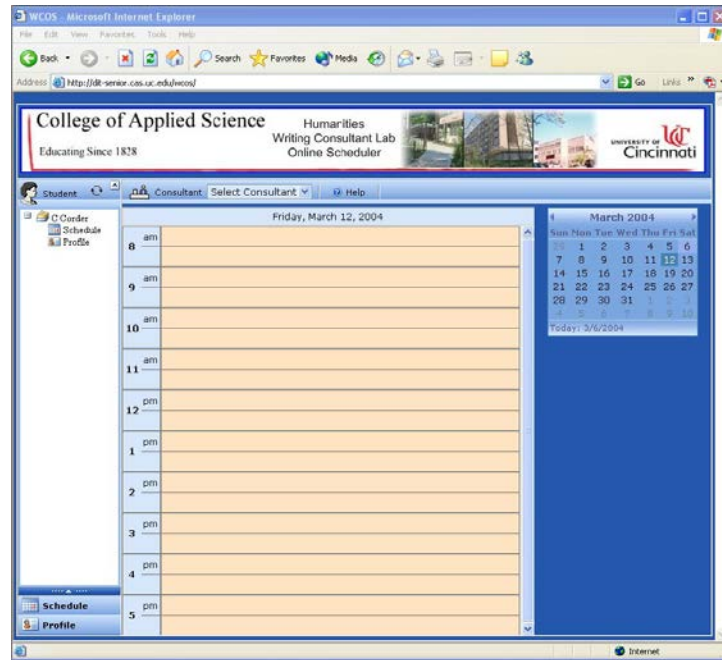 WCOS - Microsoft Internet Explorer
File Edit View Favorites Tools Help
Back Search Favorites Media
Address http://dit-senior.cas.uc.edu/wcos/ Go Links »
College of Applied Science
Educating Since 1828
Humanities
Writing Consultant Lab
Online Scheduler
UNIVERSITY OF
Cincinnati
Student Consultant Select Consultant Help
C Corder
Schedule
Profile
Friday, March 12, 2004
8 am
9 am
10 am
11 am
12 pm
1 pm
2 pm
3 pm
4 pm
5 pm
March 2004
Sun Mon Tue Wed Thu Fri Sat
29 1 2 3 4 5 6
7 8 9 10 11 12 13
14 15 16 17 18 19 20
21 22 23 24 25 26 27
28 29 30 31 1 2 3
4 5 6 7 8 9 10
Today: 3/6/2004
Schedule
Profile
Internet